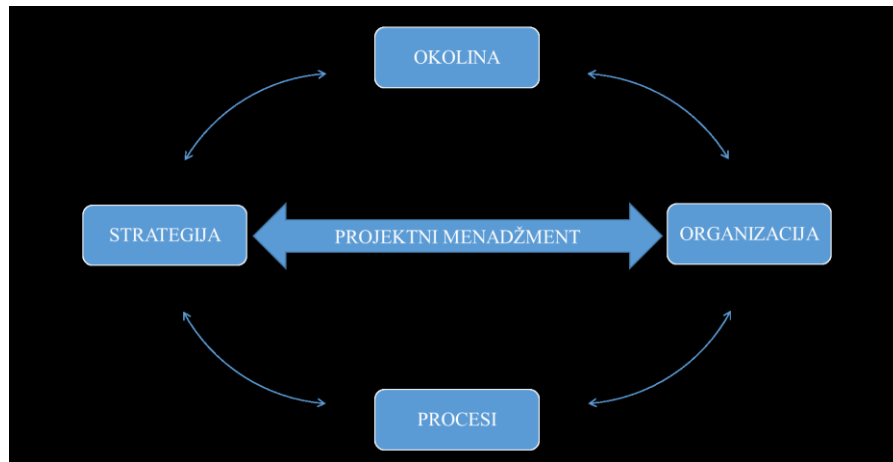 OKOLINA
STRATEGIJA
PROJEKTNI MENADŽMENT
ORGANIZACIJA
PROCESI